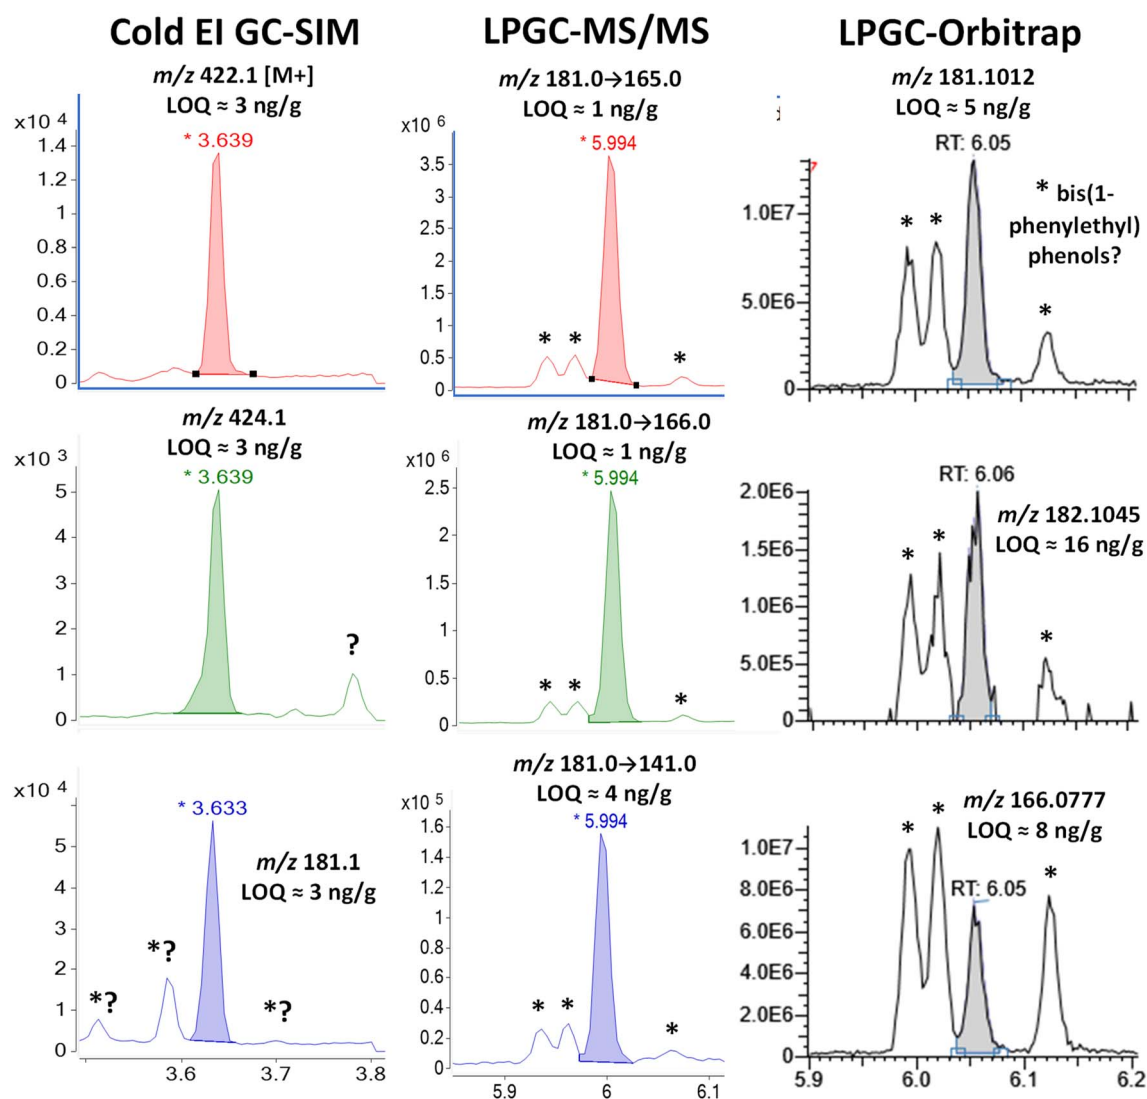 Cold EI GC-SIM
m/z 422.1 [M+]
LOQ ≈ 3 ng/g
x10 4
* 3.639
1.4
1.2
1
0.8
0.6
0.4
0.2
0
m/z 424.1
LOQ ≈ 3 ng/g
x10 3
* 3.639
5
4
3
2
1
0
?
x10 4
* 3.633
m/z 181.1
LOQ ≈ 3 ng/g
5
4
3
2
1
0
*?
*?
*?
3.6
3.7
3.8
LPGC-MS/MS
m/z 181.0→165.0
LOQ ≈ 1 ng/g
x10 6
* 5.994
3.5
3
2.5
2
1.5
1
0.5
0
* * *
m/z 181.0→166.0
LOQ ≈ 1 ng/g
x10 6
* 5.994
2.5
2
1.5
1
0.5
0
* * *
m/z 181.0→141.0
LOQ ≈ 4 ng/g
x10 5
* 5.994
1.6
1.4
1.2
1
0.8
0.6
0.4
0.2
0
* * *
5.9
6
6.1
LPGC-Orbitrap
m/z 181.1012
LOQ ≈ 5 ng/g
RT: 6.05
* bis(1-
phenylethyl)
phenols?
1.0E7
5.0E6
0
* * *
RT: 6.06
m/z 182.1045
LOQ ≈ 16 ng/g
2.0E6
1.5E6
1.0E6
5.0E5
0
* * *
m/z 166.0777
LOQ ≈ 8 ng/g
RT: 6.05
1.0E7
8.0E6
6.0E6
4.0E6
2.0E6
0
* * *
5.9
6.0
6.1
6.2